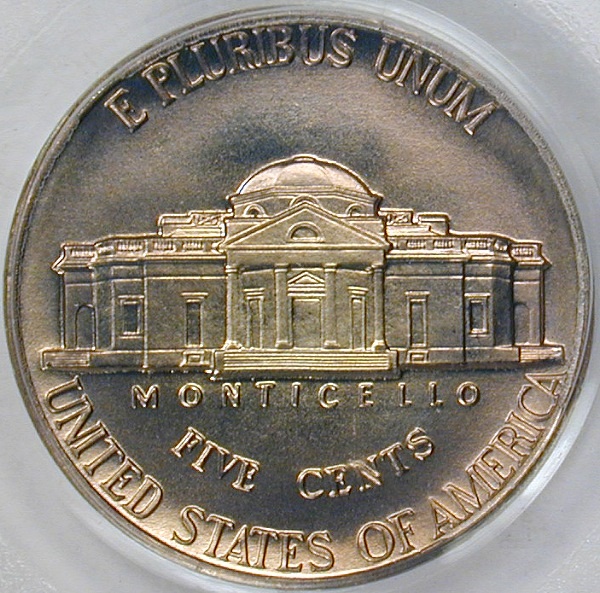 E PLURIBUS UNUM
MONTICELLO
FIVE CENTS
UNITED STATES OF AMERICA